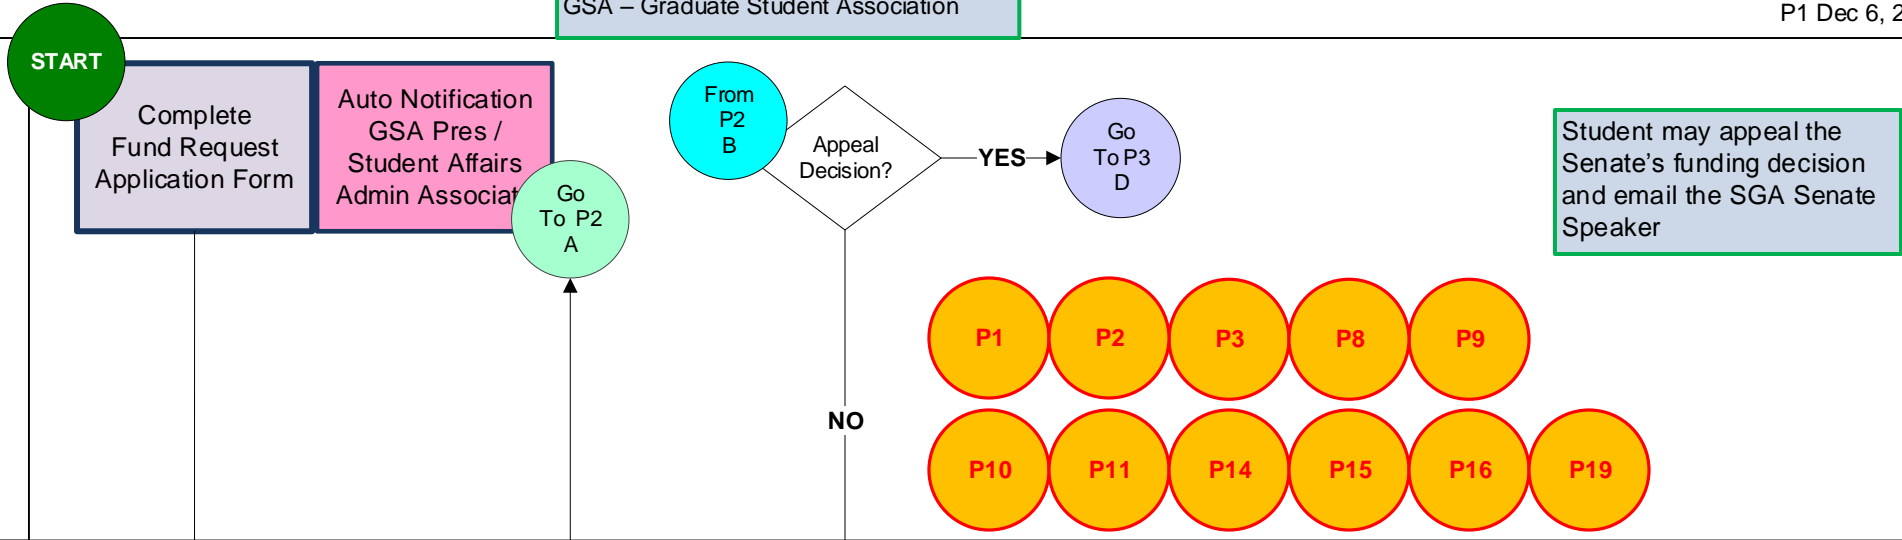 GSA – Graduate Student Association
P1 Dec 6, 2
START
Complete
Fund Request
Application Form
Auto Notification
GSA Pres /
Student Affairs
Admin Associat
Go
To P2
A
From
P2
B
Appeal
Decision?
YES
Go
To P3
D
Student may appeal the
Senate’s funding decision
and email the SGA Senate
Speaker
P1 P2 P3 P8 P9
NO
P10 P11 P14 P15 P16 P19